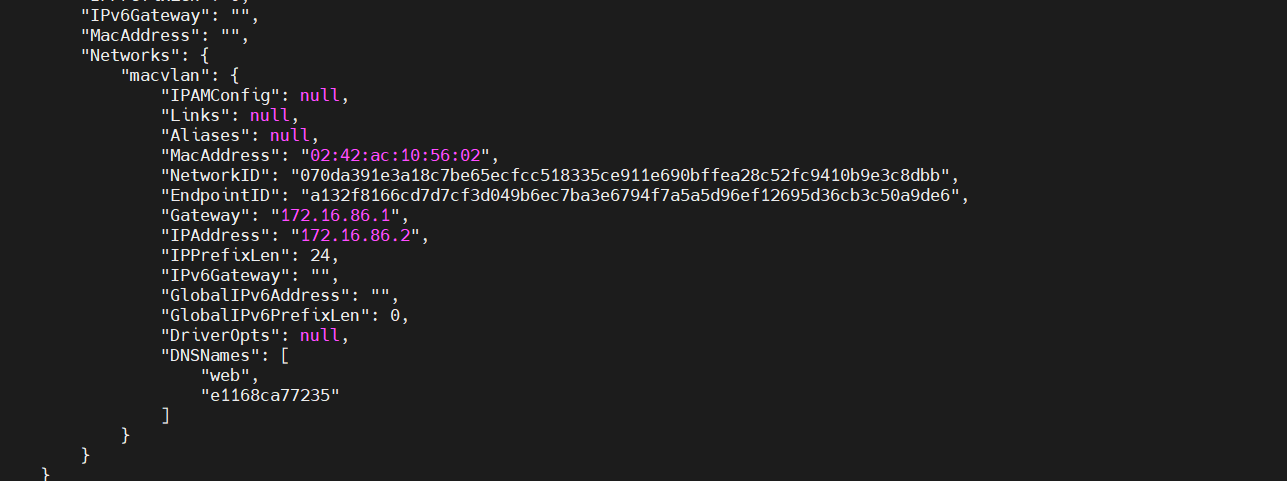 "IPv6Gateway": "",
"MacAddress": "",
"Networks": {
"macvlan": {
"IPAMConfig": null,
"Links": null,
"Aliases": null,
"MacAddress": "02:42:ac:10:56:02",
"NetworkID": "070da391e3a18c7be65ecfcc518335ce911e690bffea28c52fc9410b9e3c8dbb",
"EndpointID": "a132f8166cd7d7cf3d049b6ec7ba3e6794f7a5a5d96ef12695d36cb3c50a9de6",
"Gateway": "172.16.86.1",
"IPAddress": "172.16.86.2",
"IPPrefixLen": 24,
"IPv6Gateway": "",
"GlobalIPv6Address": "",
"GlobalIPv6PrefixLen": 0,
"DriverOpts": null,
"DNSNames": [
"web",
"e1168ca77235"
]
}
}
}